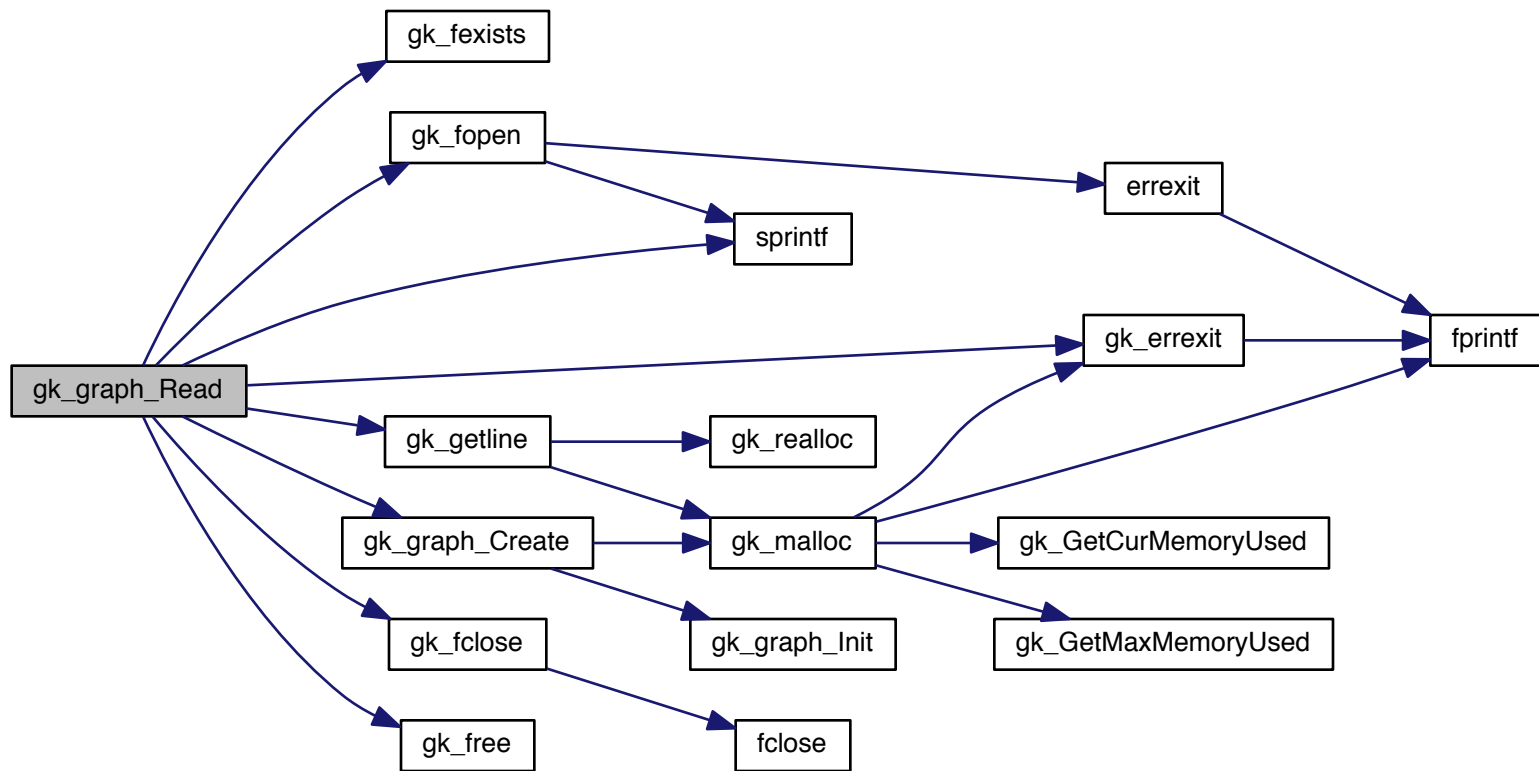 gk_fexists
gk_fopen
errexit
sprintf
gk_errexit
fprintf
gk_graph_Read
gk_getline
gk_realloc
gk_graph_Create
gk_malloc
gk_GetCurMemoryUsed
gk_fclose
gk_graph_Init
gk_GetMaxMemoryUsed
gk_free
fclose